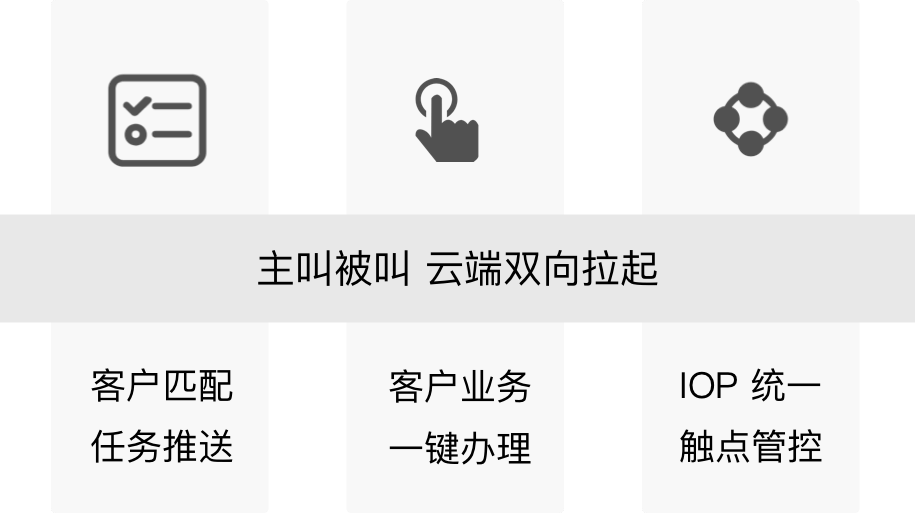 主叫被叫 云端双向拉起
客户匹配
任务推送
客户业务
一键办理
IOP 统一
触点管控